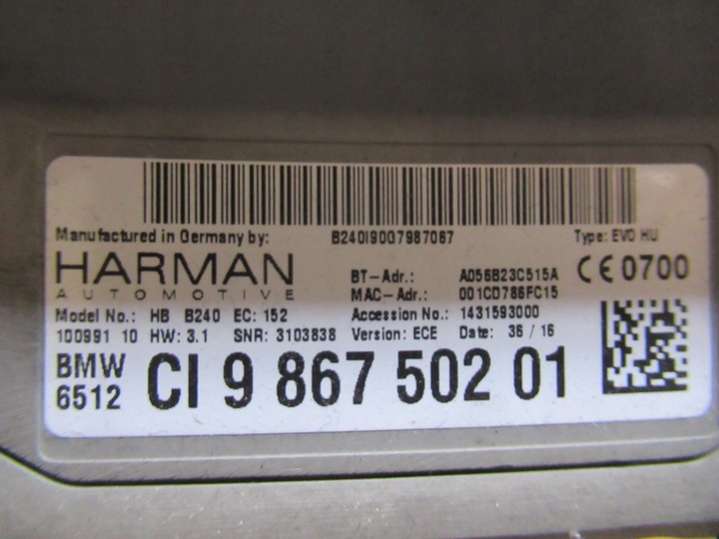 B240I90G7987067
Manufactured in Germany by: Type: EVO HU
HARMAN
AUTOMOTIVE
BT-Adr.: A056B23C515A
MAC-Adr.: 001CD786FC15
CE 0700
Model No.: HB B240 EC: 152 Accession No.: 1431593000
100991 10 HW: 3.1 SNR: 3103838 Version: ECE Date: 36 / 16
BMW
6512
CI 9 867 502 01